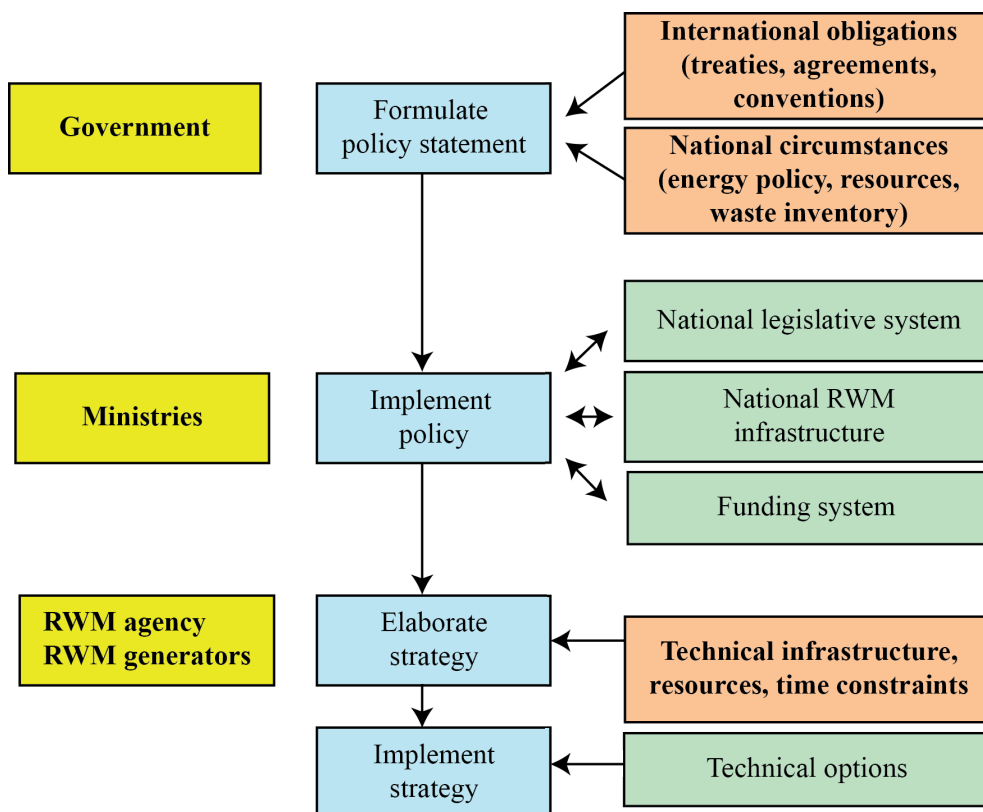 International obligations
(treaties, agreements,
conventions)
Government
Formulate
policy statement
National circumstances
(energy policy, resources,
waste inventory)
National legislative system
Ministries
Implement
policy
National RWM
infrastructure
Funding system
RWM agency
RWM generators
Elaborate
strategy
Technical infrastructure,
resources, time constraints
Implement
strategy
Technical options